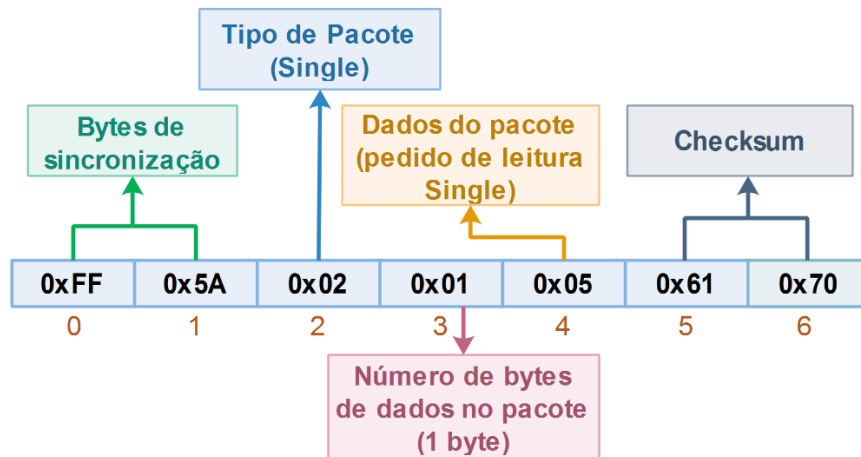 Tipo de Pacote
(Single)
Bytes de
sincronização
Dados do pacote
(pedido de leitura
Single)
Checksum
0xFF 0x5A 0x02 0x01 0x05 0x61 0x70
0 1 2 3 4 5 6
Número de bytes
de dados no pacote
(1 byte)